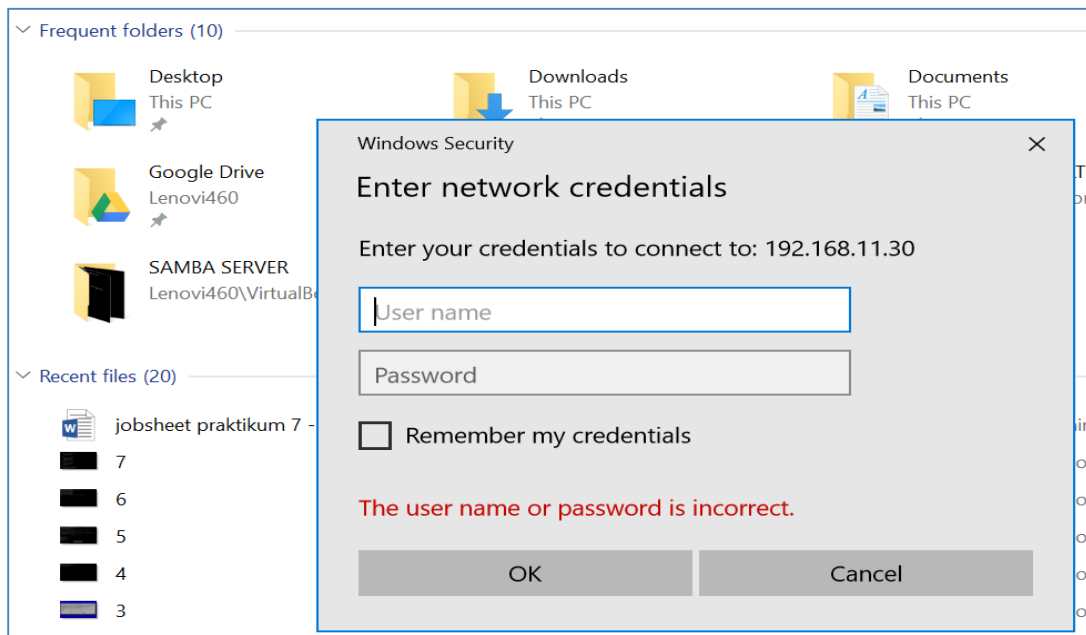 Frequent folders (10)
Desktop
This PC
Downloads
This PC
Documents
This PC
Google Drive
Lenovi460
SAMBA SERVER
Lenovi460\VirtualB
Recent files (20)
jobsheet praktikum 7 -
7
6
5
4
3
Windows Security
Enter network credentials
Enter your credentials to connect to: 192.168.11.30
User name
Password
Remember my credentials
The user name or password is incorrect.
OK
Cancel